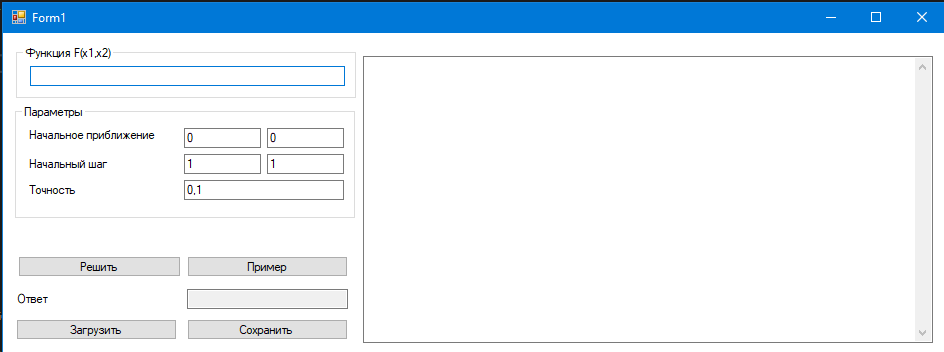 Form1
Функция F(x1,x2)
Параметры
Начальное приближение 0 0
Начальный шаг 1 1
Точность 0,1
Решить Пример
Ответ
Загрузить Сохранить